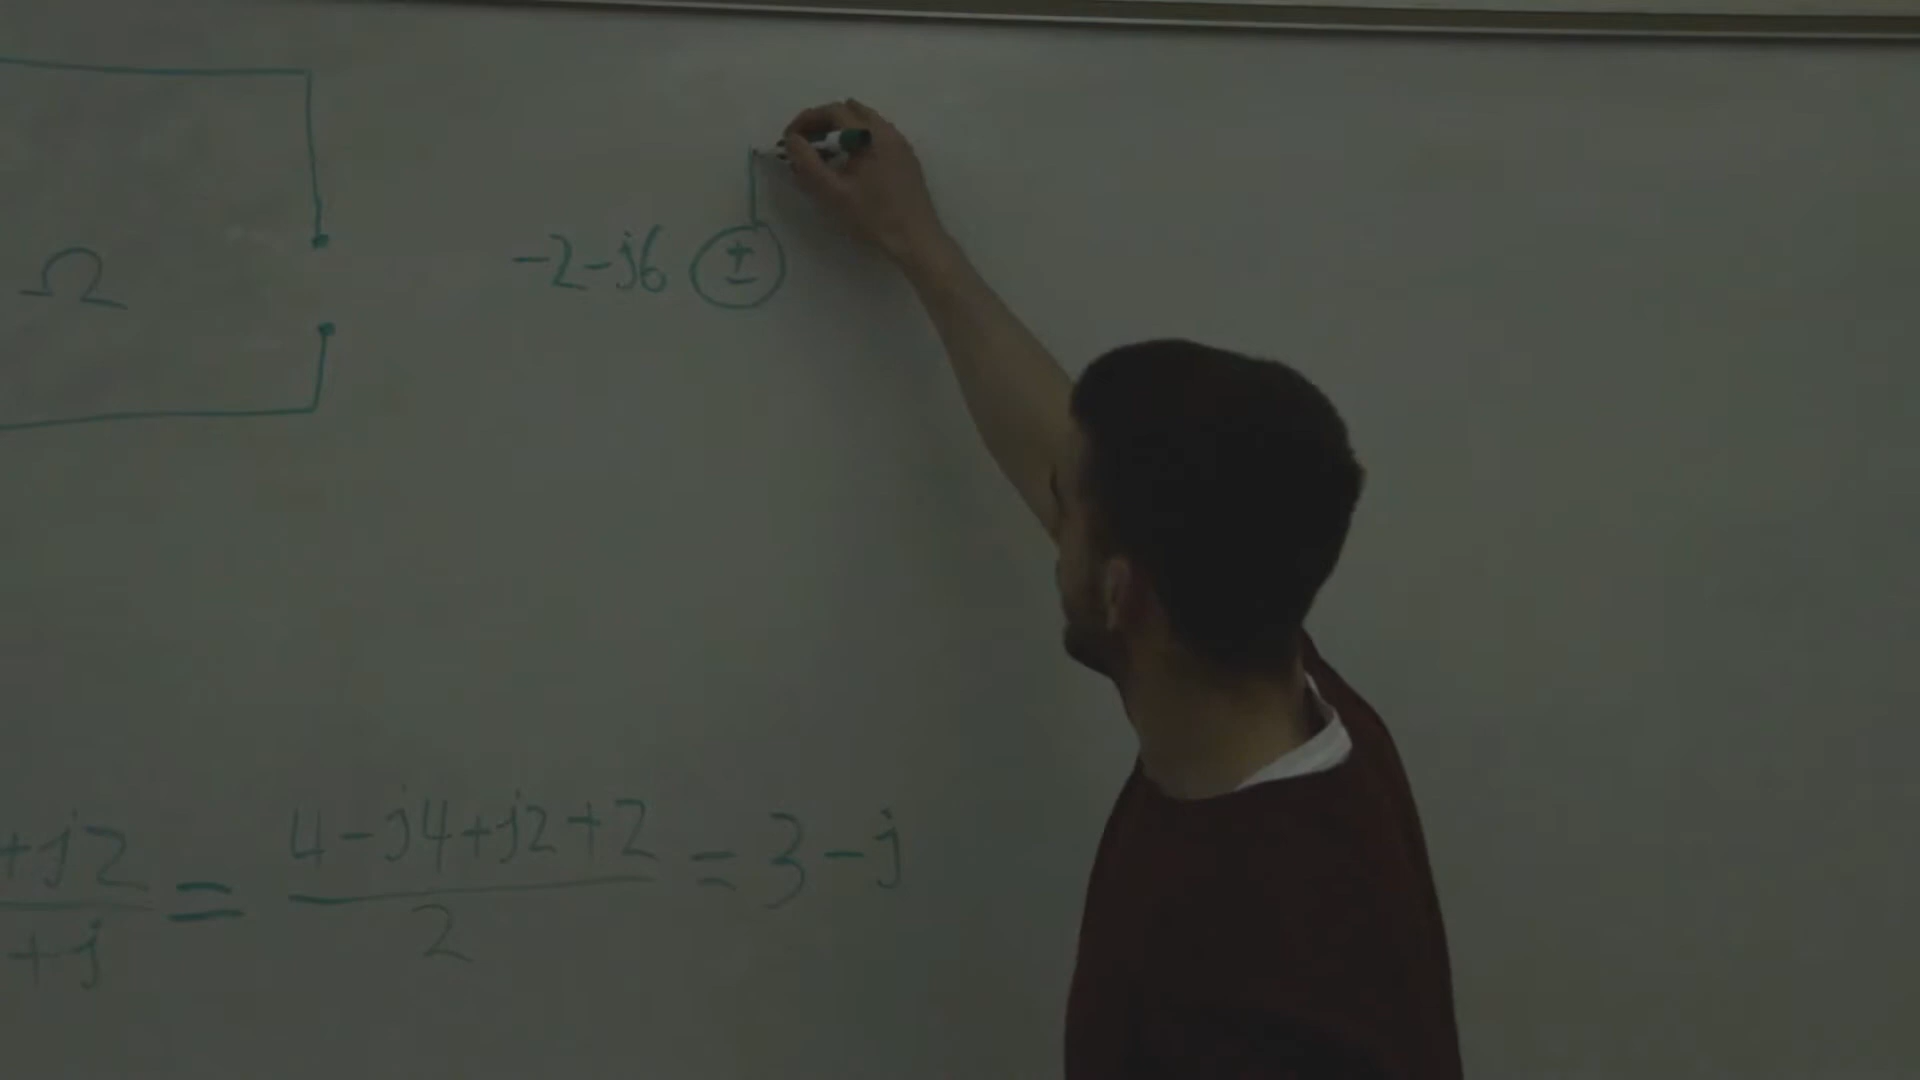 Ω
-2-j6
+
-
+j2 / +j = 4-j4+j2+2 / 2 = 3-j